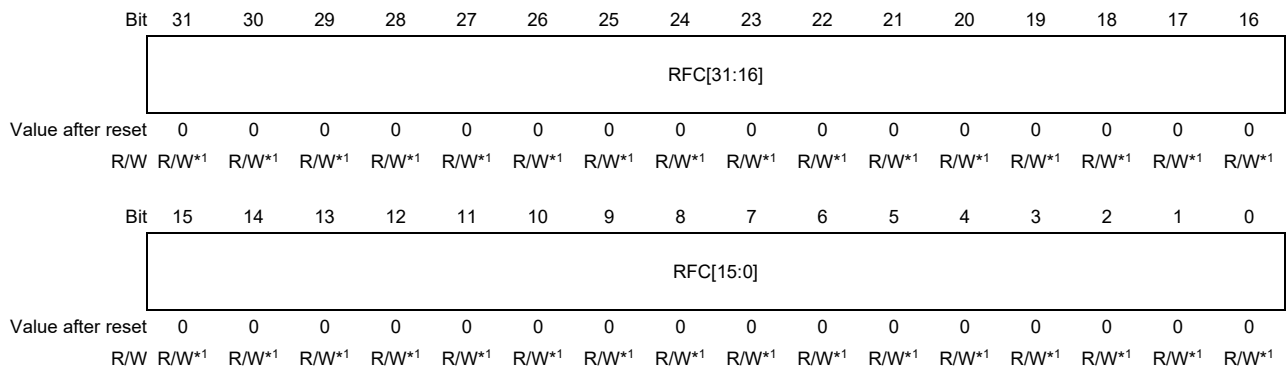 Bit 31 30 29 28 27 26 25 24 23 22 21 20 19 18 17 16
RFC[31:16]
Value after reset 0 0 0 0 0 0 0 0 0 0 0 0 0 0 0 0
R/W R/W*1 R/W*1 R/W*1 R/W*1 R/W*1 R/W*1 R/W*1 R/W*1 R/W*1 R/W*1 R/W*1 R/W*1 R/W*1 R/W*1 R/W*1 R/W*1
Bit 15 14 13 12 11 10 9 8 7 6 5 4 3 2 1 0
RFC[15:0]
Value after reset 0 0 0 0 0 0 0 0 0 0 0 0 0 0 0 0
R/W R/W*1 R/W*1 R/W*1 R/W*1 R/W*1 R/W*1 R/W*1 R/W*1 R/W*1 R/W*1 R/W*1 R/W*1 R/W*1 R/W*1 R/W*1 R/W*1